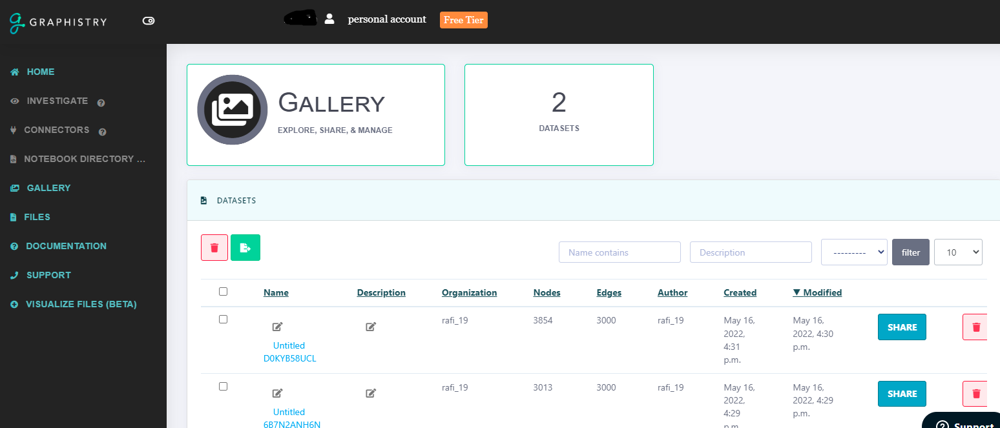 GRAPHISTRY
personal account Free Tier
HOME
INVESTIGATE
CONNECTORS
NOTEBOOK DIRECTORY ...
GALLERY
FILES
DOCUMENTATION
SUPPORT
VISUALIZE FILES (BETA)
GALLERY
EXPLORE, SHARE, & MANAGE
2
DATASETS
DATASETS
Name contains Description --------- filter 10
Name Description Organization Nodes Edges Author Created ▼ Modified
rafi_19 3854 3000 rafi_19 May 16, May 16, SHARE
2022, 2022, 4:30
4:31 p.m.
p.m.
Untitled
D0KYB58UCL
rafi_19 3013 3000 rafi_19 May 16, May 16, SHARE
2022, 2022, 4:29
4:29 p.m.
p.m.
Untitled
6B7N2ANH6N
Support